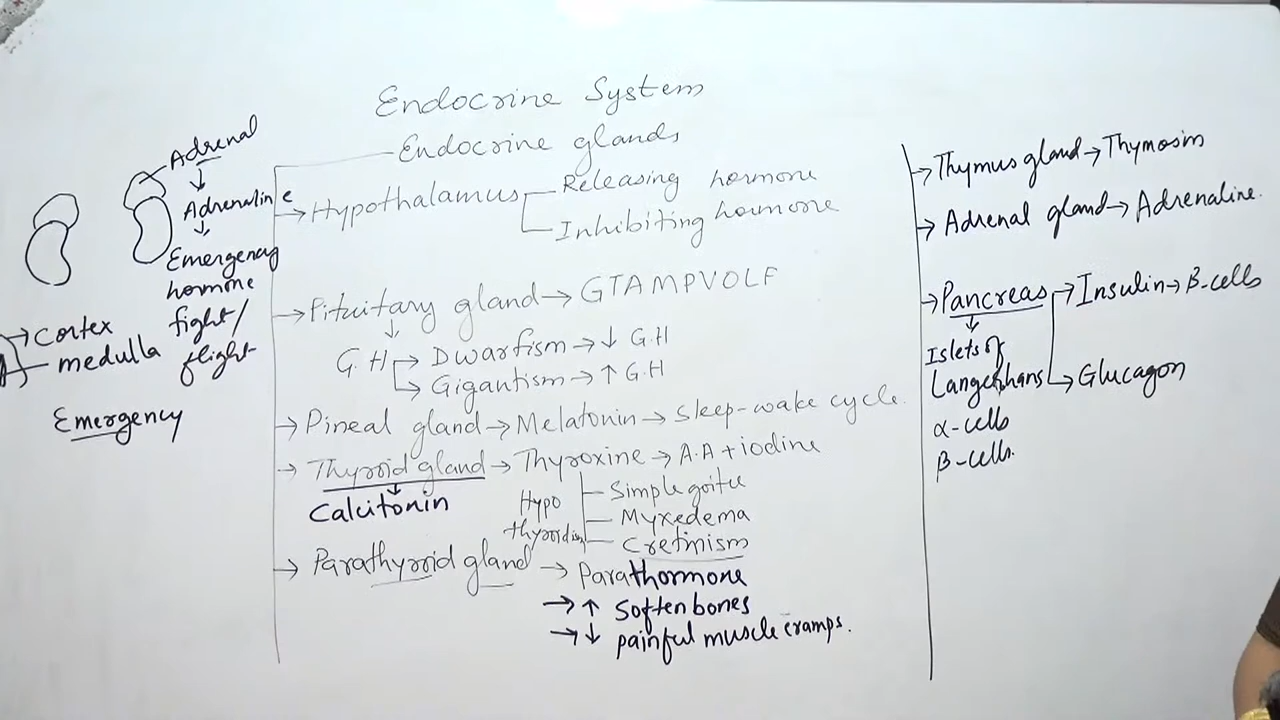 Endocrine System
Endocrine glands
Adrenal
↓
Adrenaline
↓
Emergency
hormone
fight/
flight
→ Cortex
medulla
Emergency
→ Hypothalamus
Releasing hormone
Inhibiting hormone
→ Pituitary gland → GTAMPVOLF
↓
G.H → Dwarfism → ↓ G.H
→ Gigantism → ↑ G.H
→ Pineal gland → Melatonin → Sleep-wake cycle.
→ Thyroid gland → Thyroxine → A.A + iodine
↓
Calcitonin
Hypo
thyroidism
Simple goitre
Myxedema
Cretinism
→ Parathyroid gland → Parathormone
→ ↑ Soften bones
→ ↓ painful muscle cramps.
→ Thymus gland → Thymosin
→ Adrenal gland → Adrenaline.
→ Pancreas → Insulin → β-cells
↓
Islets of
Langerhans → Glucagon
α-cells
β-cells.